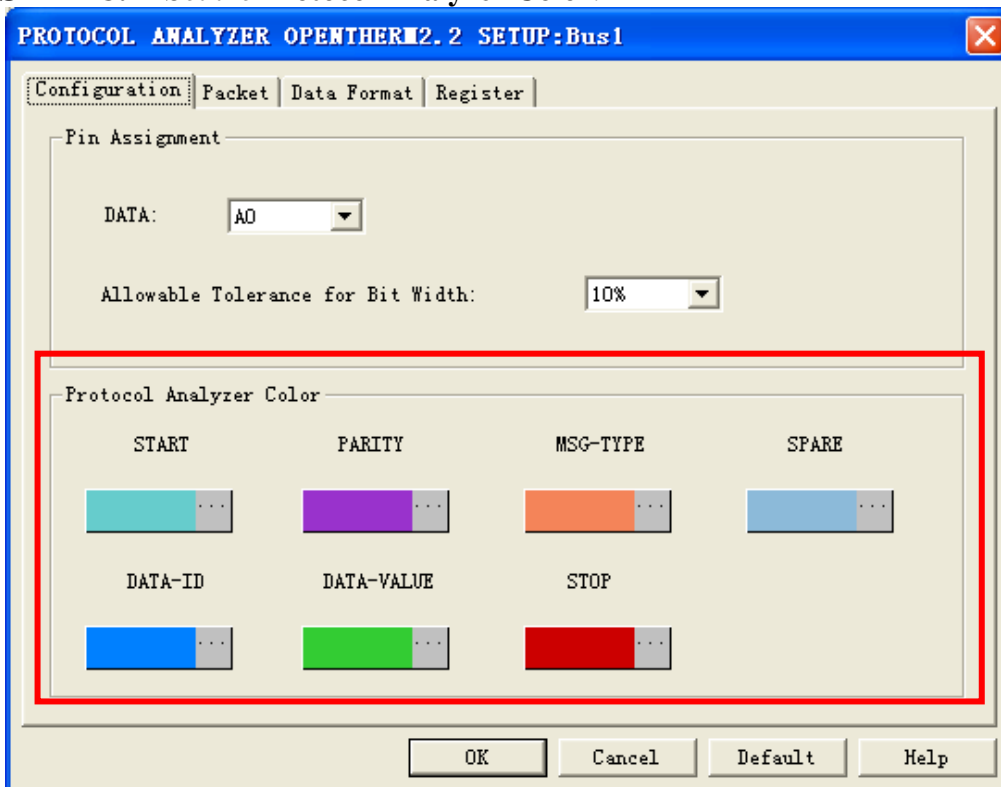 PROTOCOL ANALYZER OPENTHERM2.2 SETUP:Bus1
Configuration Packet Data Format Register
Pin Assignment
DATA: A0
Allowable Tolerance for Bit Width: 10%
Protocol Analyzer Color
START PARITY MSG-TYPE SPARE
... ... ... ...
DATA-ID DATA-VALUE STOP
... ... ...
OK Cancel Default Help